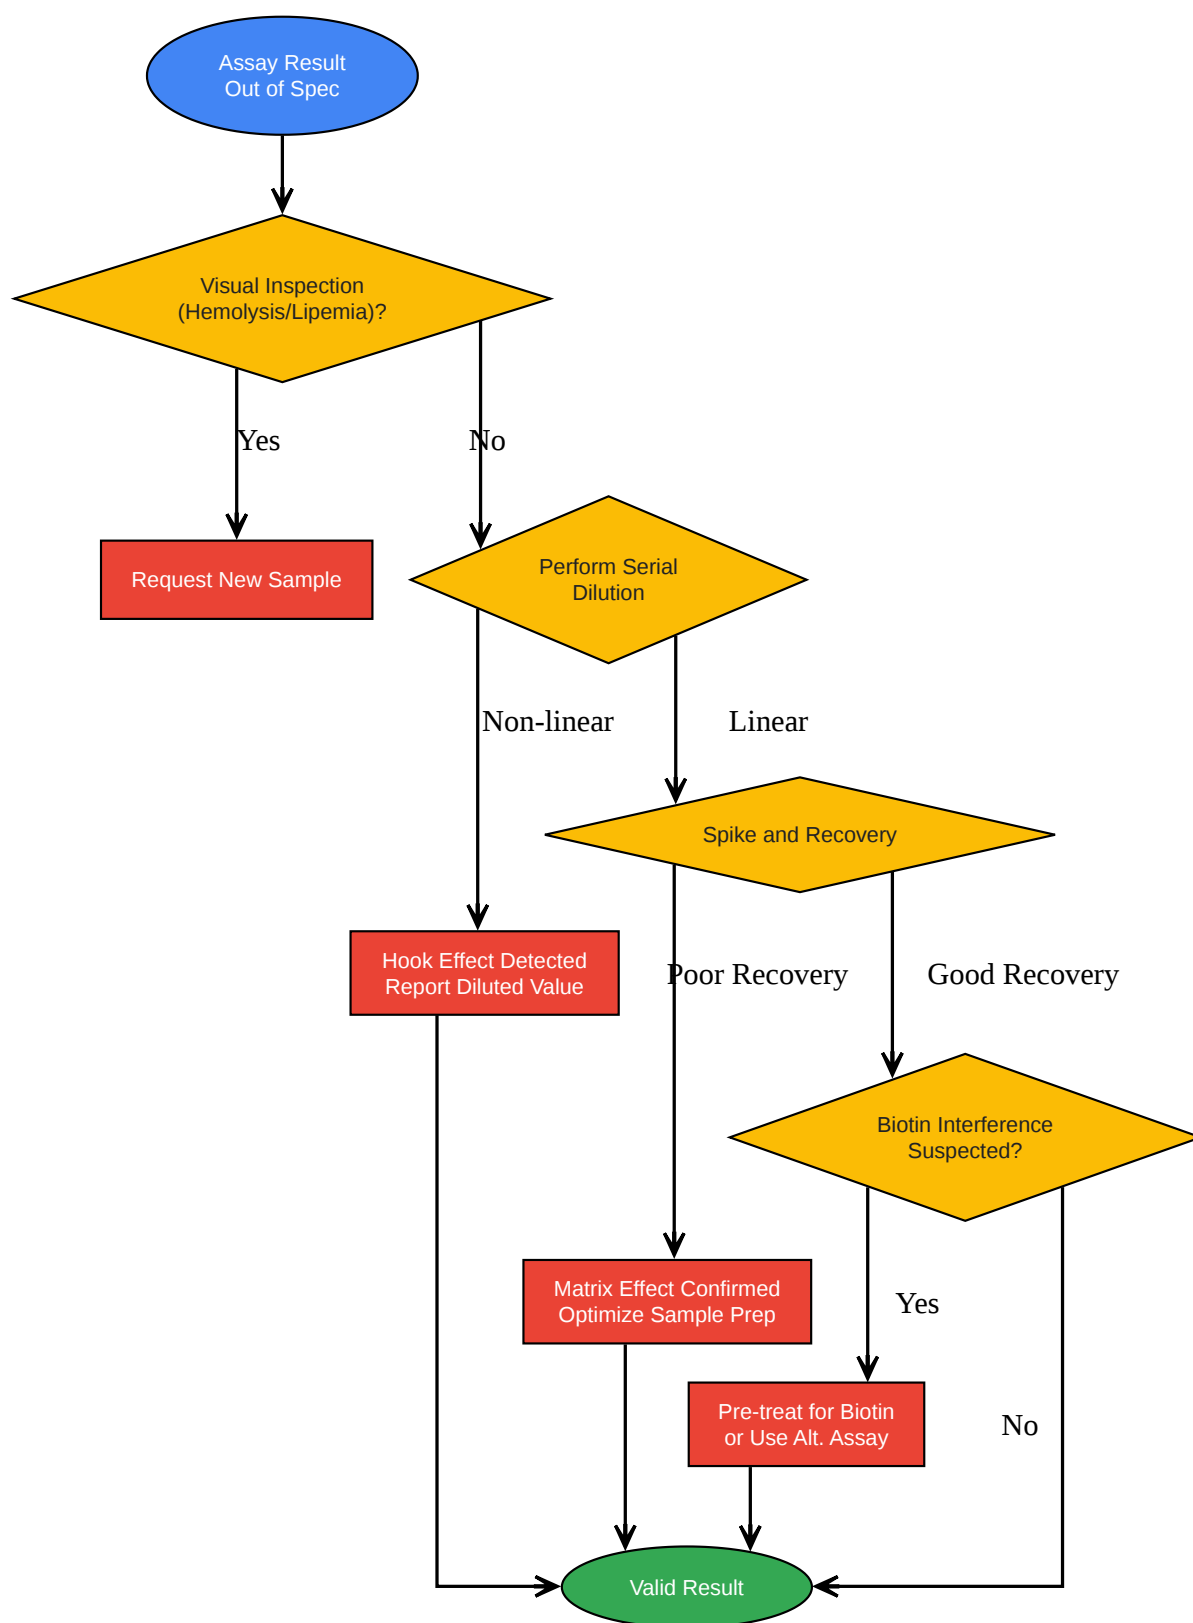 Assay Result
Out of Spec
Visual Inspection
(Hemolysis/Lipemia)?
Yes
No
Request New Sample
Perform Serial
Dilution
Non-linear
Linear
Spike and Recovery
Hook Effect Detected
Report Diluted Value
Poor Recovery
Good Recovery
Biotin Interference
Suspected?
Matrix Effect Confirmed
Optimize Sample Prep
Yes
Pre-treat for Biotin
or Use Alt. Assay
No
Valid Result